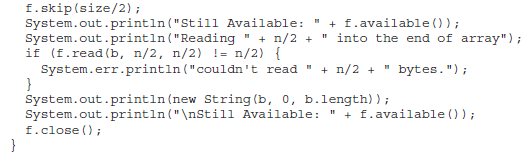 f.skip(size/2);
System.out.println("Still Available: " + f.available());
System.out.println("Reading " + n/2 + " into the end of array");
if (f.read(b, n/2, n/2) != n/2) {
System.err.println("couldn't read " + n/2 + " bytes.");
}
System.out.println(new String(b, 0, b.length));
System.out.println("\nStill Available: " + f.available());
f.close();
}